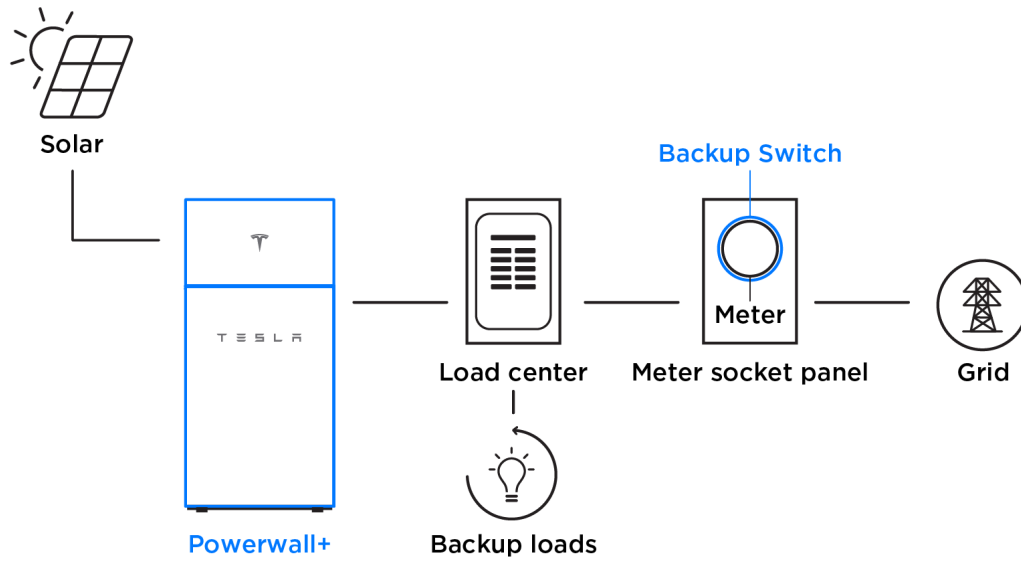 Solar
Backup Switch
TESLA
Meter
Load center
Meter socket panel
Grid
Powerwall+
Backup loads